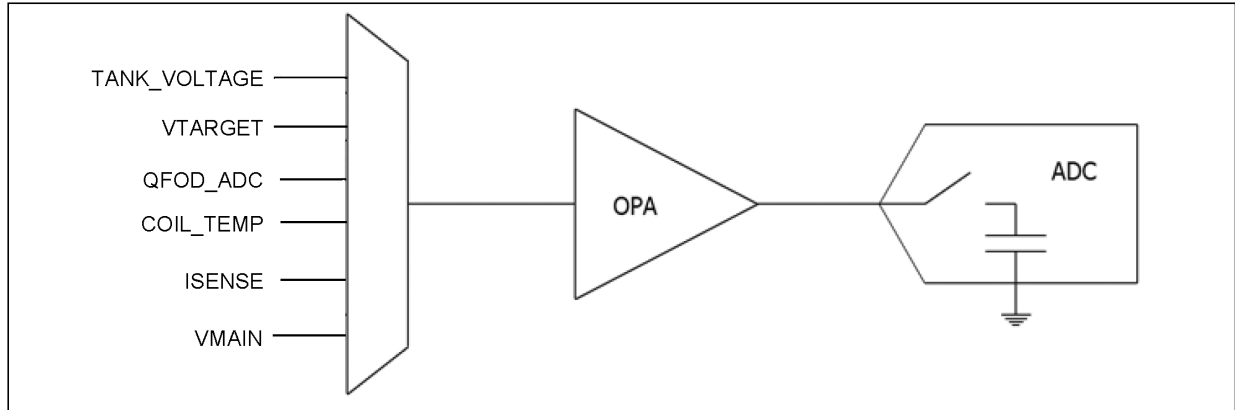 TANK_VOLTAGE
VTARGET
QFOD_ADC
COIL_TEMP
ISENSE
VMAIN
OPA
ADC